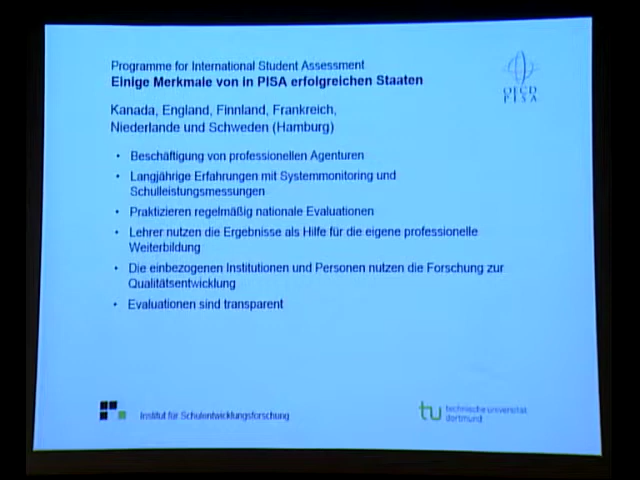 Programme for International Student Assessment
Einige Merkmale von in PISA erfolgreichen Staaten
OECD
PISA
Kanada, England, Finnland, Frankreich,
Niederlande und Schweden (Hamburg)
• Beschäftigung von professionellen Agenturen
• Langjährige Erfahrungen mit Systemmonitoring und
Schulleistungsmessungen
• Praktizieren regelmäßig nationale Evaluationen
• Lehrer nutzen die Ergebnisse als Hilfe für die eigene professionelle
Weiterbildung
• Die einbezogenen Institutionen und Personen nutzen die Forschung zur
Qualitätsentwicklung
• Evaluationen sind transparent
Institut für Schulentwicklungsforschung
tu technische universität
dortmund